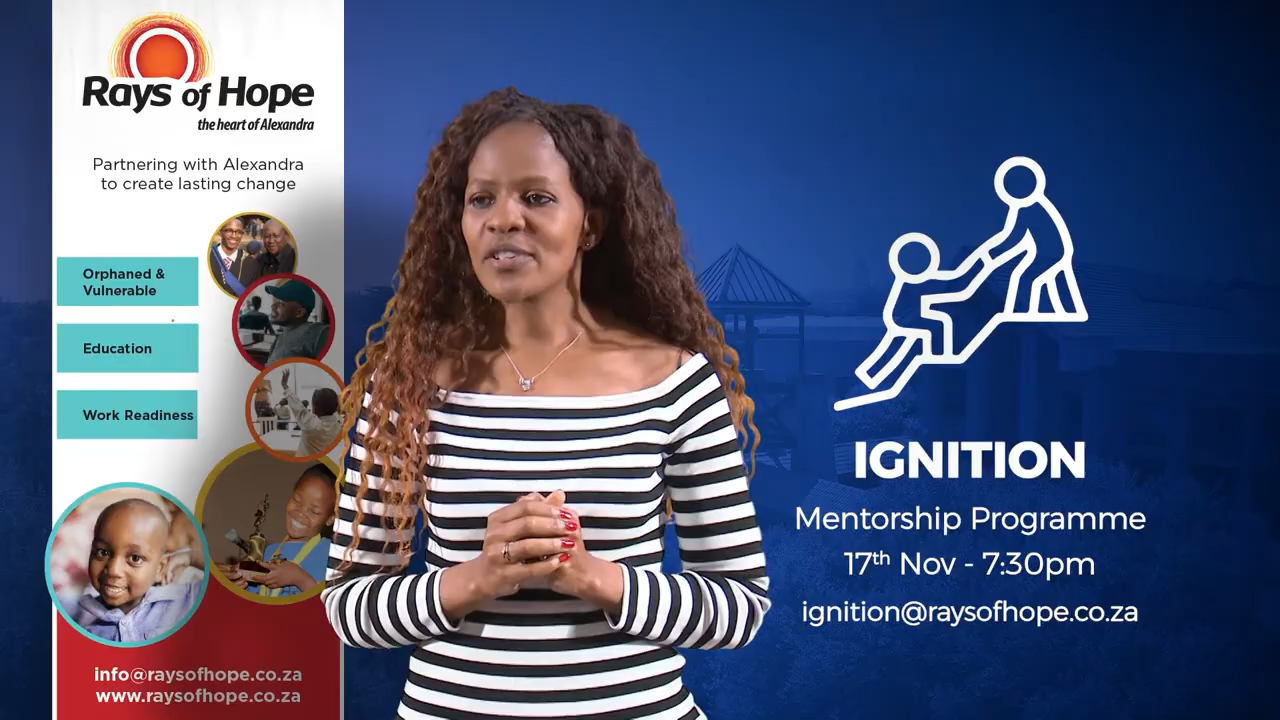 Rays of Hope
the heart of Alexandra
Partnering with Alexandra
to create lasting change
Orphaned &
Vulnerable
Education
Work Readiness
info@raysofhope.co.za
www.raysofhope.co.za
IGNITION
Mentorship Programme
17th Nov - 7:30pm
ignition@raysofhope.co.za